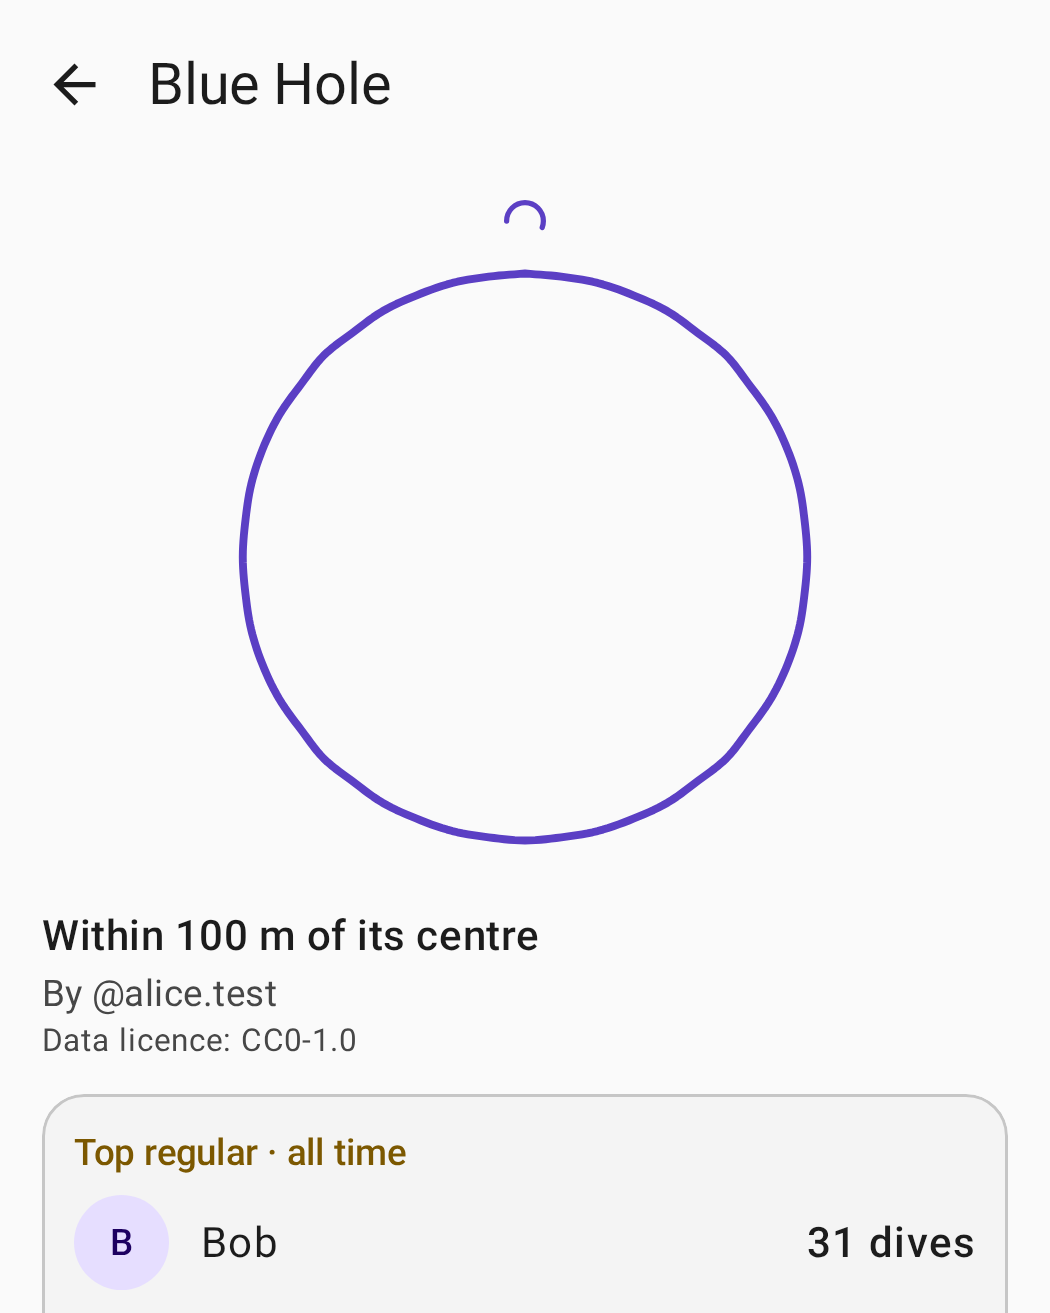 Blue Hole
Within 100 m of its centre
By @alice.test
Data licence: CC0-1.0
Top regular · all time
B Bob 31 dives